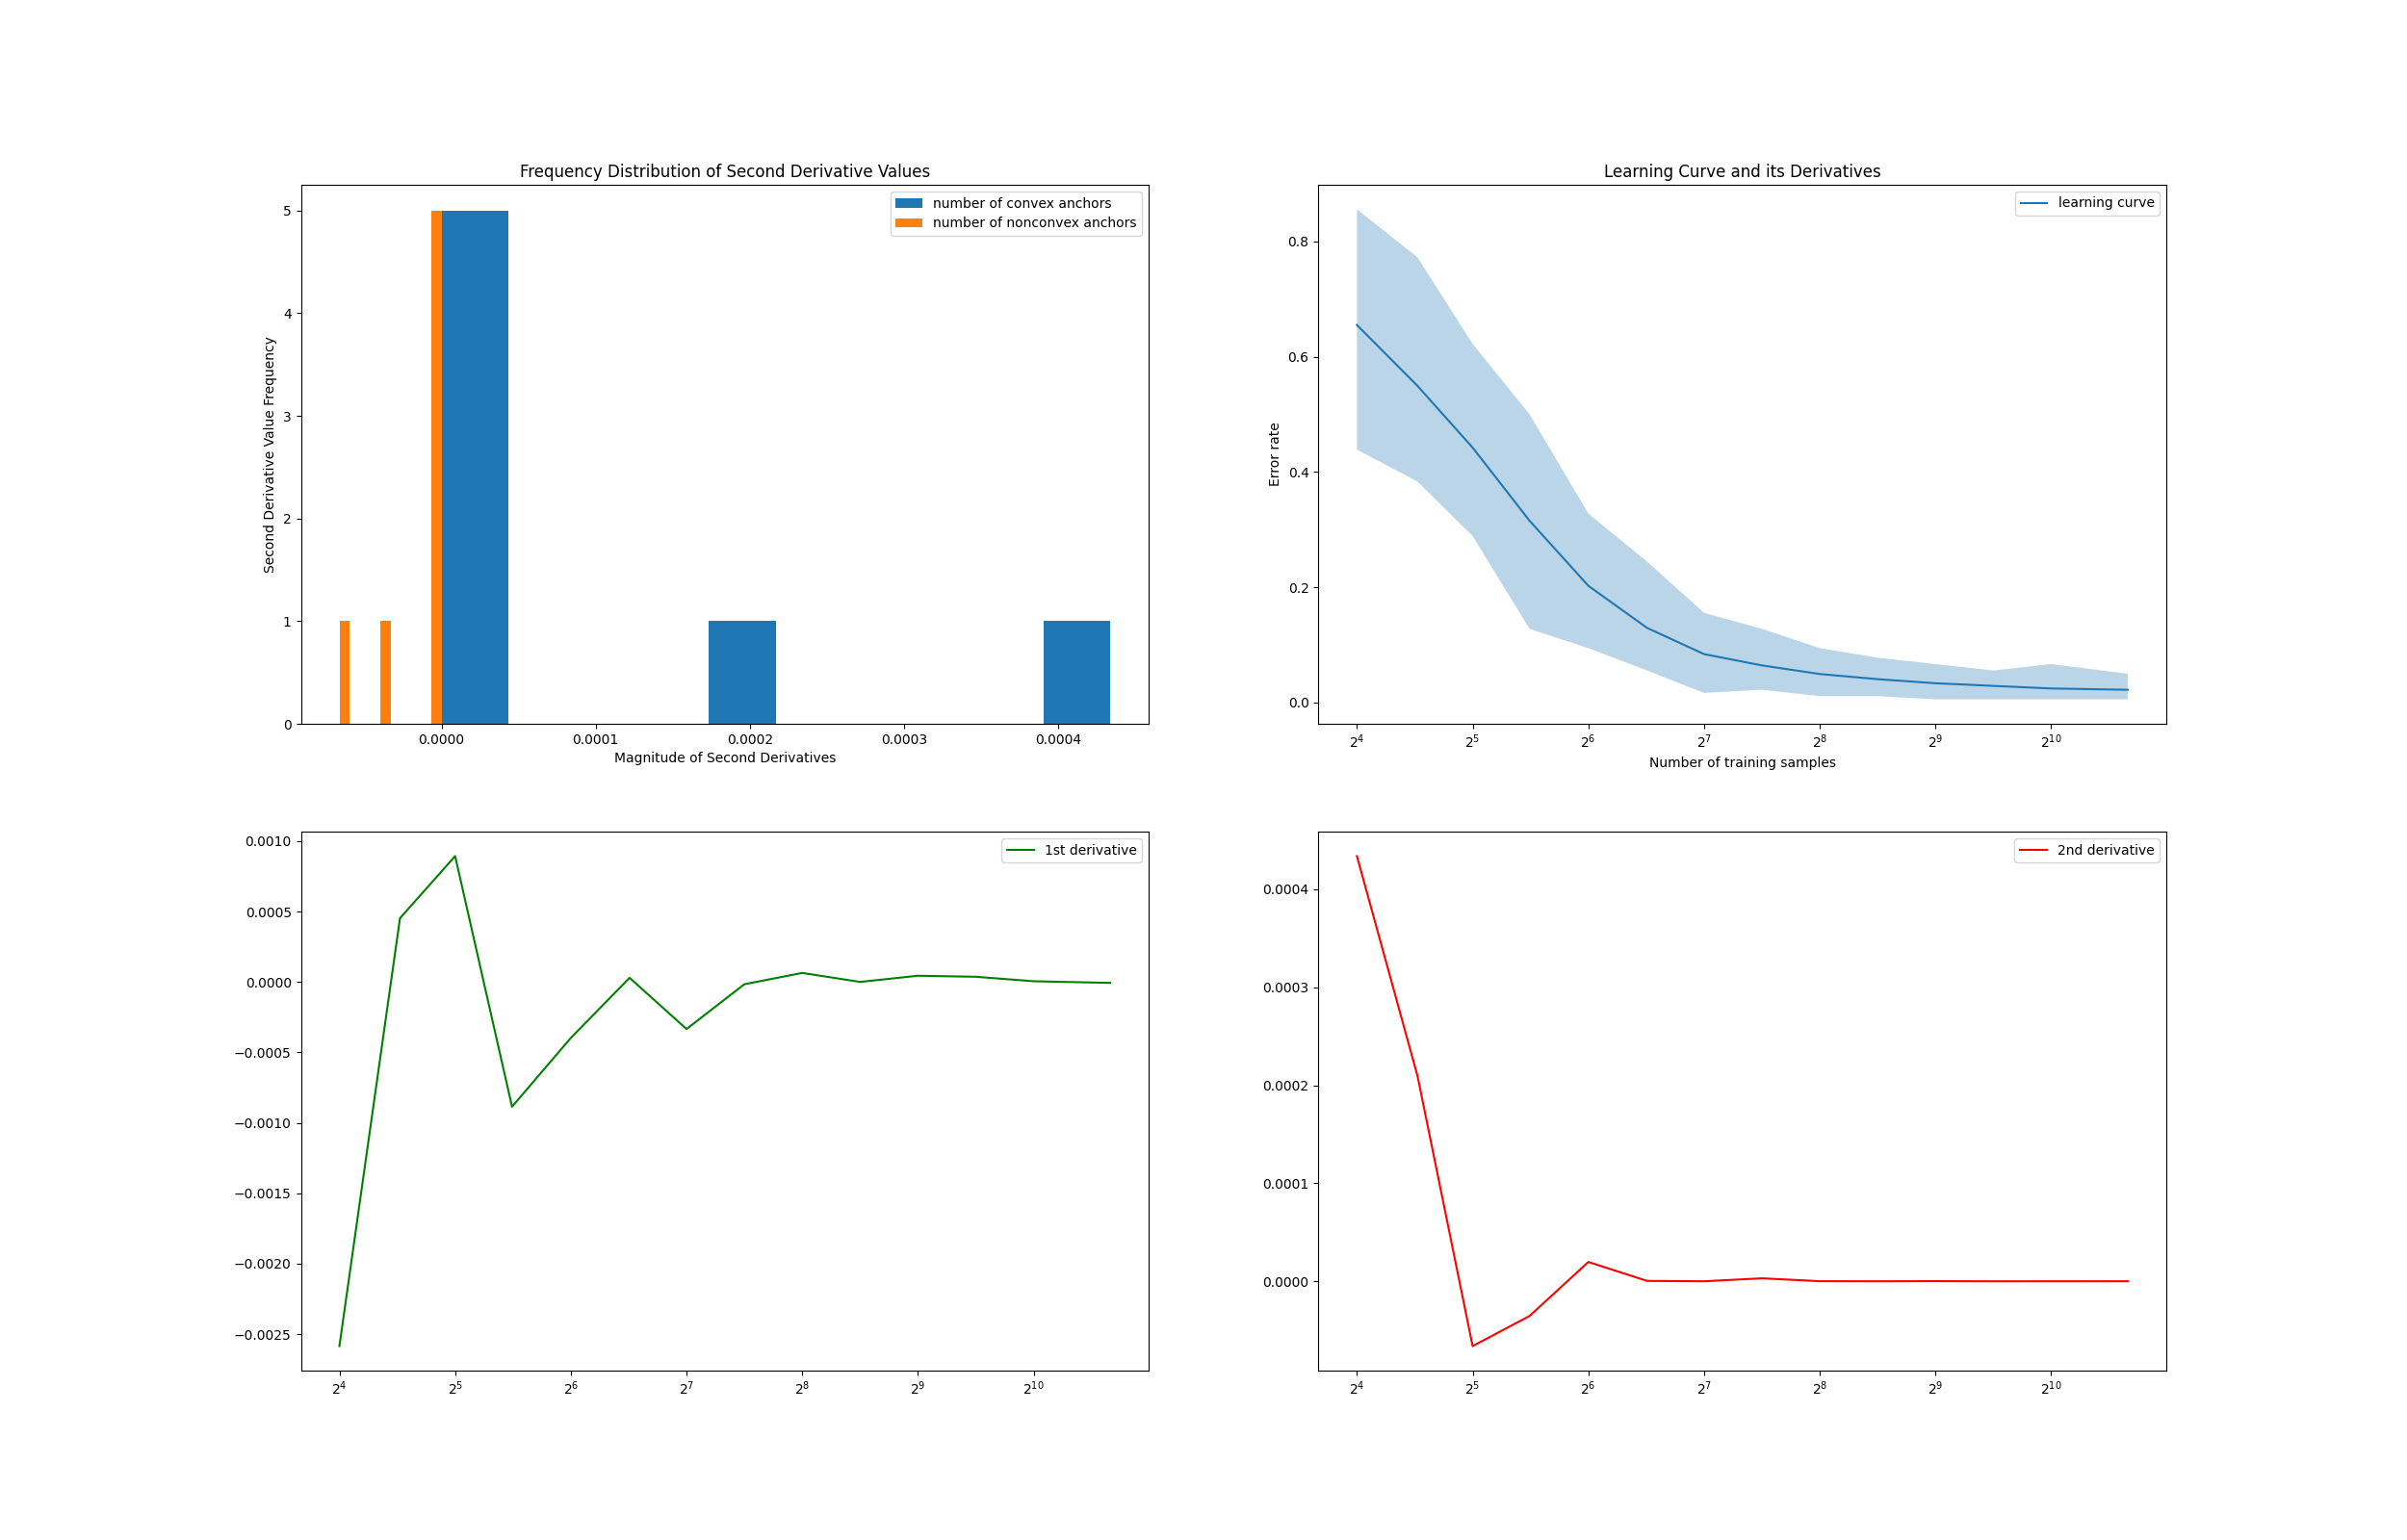 Frequency Distribution of Second Derivative Values
number of convex anchors
number of nonconvex anchors
5
4
3
2
1
0
Second Derivative Value Frequency
0.0000 0.0001 0.0002 0.0003 0.0004
Magnitude of Second Derivatives
Learning Curve and its Derivatives
learning curve
0.8
0.6
0.4
0.2
0.0
Error rate
2⁴ 2⁵ 2⁶ 2⁷ 2⁸ 2⁹ 2¹⁰
Number of training samples
1st derivative
0.0010
0.0005
0.0000
−0.0005
−0.0010
−0.0015
−0.0020
−0.0025
2⁴ 2⁵ 2⁶ 2⁷ 2⁸ 2⁹ 2¹⁰
2nd derivative
0.0004
0.0003
0.0002
0.0001
0.0000
2⁴ 2⁵ 2⁶ 2⁷ 2⁸ 2⁹ 2¹⁰